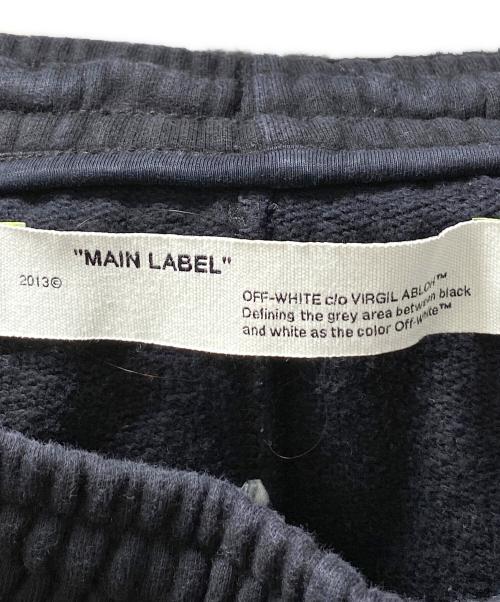 "MAIN LABEL"
2013©
OFF-WHITE c/o VIRGIL ABLOH™
Defining the grey area between black
and white as the color Off-White™